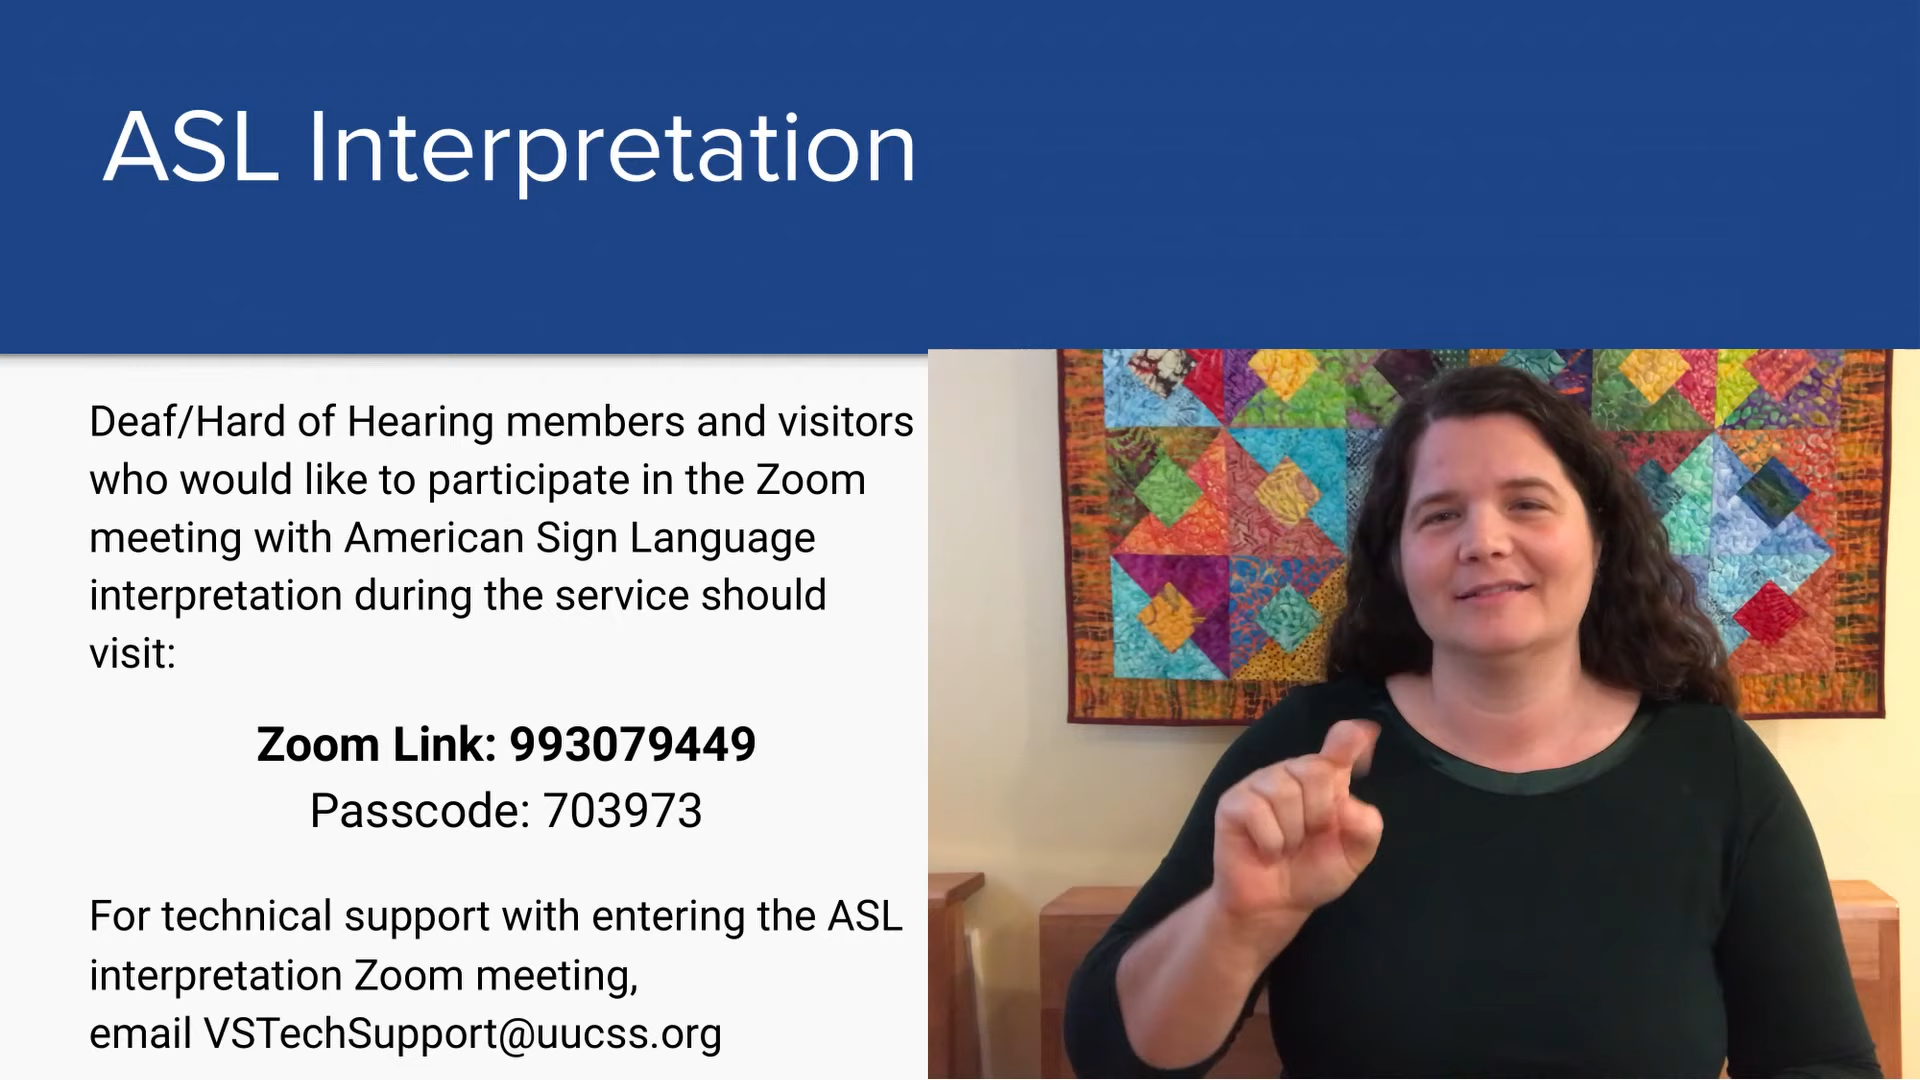 ASL Interpretation
Deaf/Hard of Hearing members and visitors
who would like to participate in the Zoom
meeting with American Sign Language
interpretation during the service should
visit:
Zoom Link: 993079449
Passcode: 703973
For technical support with entering the ASL
interpretation Zoom meeting,
email VSTechSupport@uucss.org